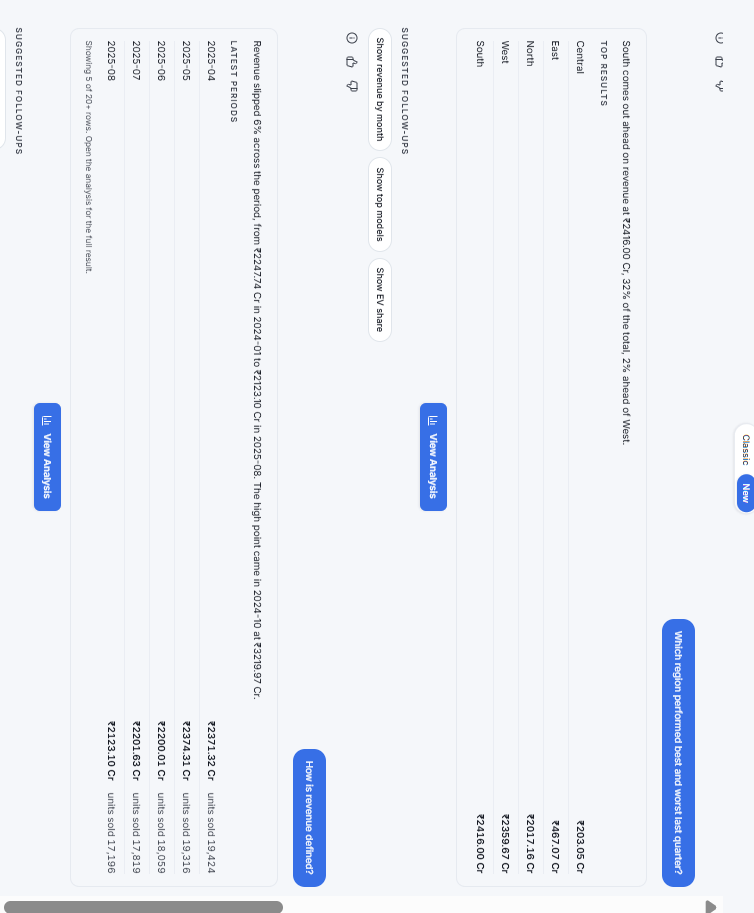 Classic New
Which region performed best and worst last quarter?
South comes out ahead on revenue at ₹2416.00 Cr, 32% of the total, 2% ahead of West.
TOP RESULTS
Central ₹203.05 Cr
East ₹467.07 Cr
North ₹2017.16 Cr
West ₹2359.67 Cr
South ₹2416.00 Cr
View Analysis
SUGGESTED FOLLOW-UPS
Show revenue by month Show top models Show EV share
How is revenue defined?
Revenue slipped 6% across the period, from ₹2247.74 Cr in 2024-01 to ₹2123.10 Cr in 2025-08. The high point came in 2024-10 at ₹3219.97 Cr.
LATEST PERIODS
2025-04 ₹2371.32 Cr units sold 19,424
2025-05 ₹2374.31 Cr units sold 19,316
2025-06 ₹2200.01 Cr units sold 18,059
2025-07 ₹2201.63 Cr units sold 17,819
2025-08 ₹2123.10 Cr units sold 17,196
Showing 5 of 20+ rows. Open the analysis for the full result.
View Analysis
SUGGESTED FOLLOW-UPS